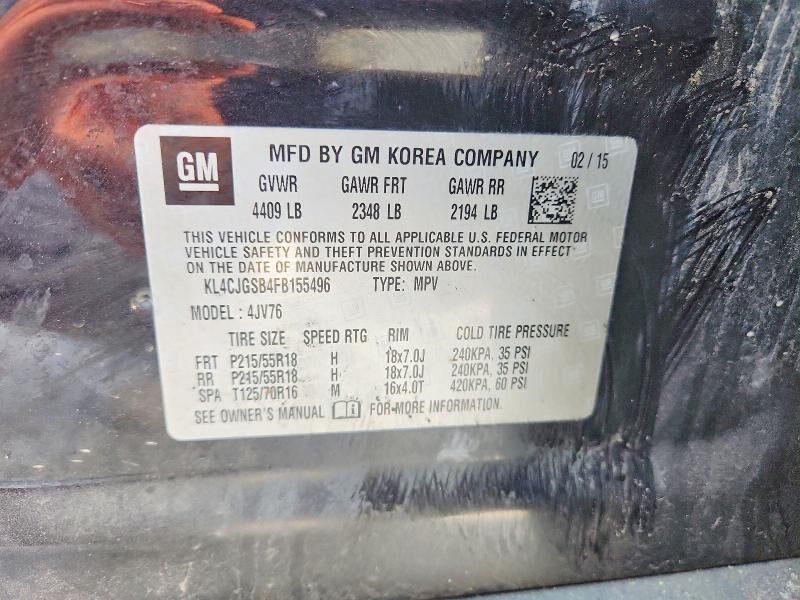 GM MFD BY GM KOREA COMPANY 02 / 15
GVWR GAWR FRT GAWR RR
4409 LB 2348 LB 2194 LB
THIS VEHICLE CONFORMS TO ALL APPLICABLE U.S. FEDERAL MOTOR
VEHICLE SAFETY AND THEFT PREVENTION STANDARDS IN EFFECT
ON THE DATE OF MANUFACTURE SHOWN ABOVE.
KL4CJGSB4FB155496 TYPE: MPV
MODEL: 4JV76
TIRE SIZE SPEED RTG RIM COLD TIRE PRESSURE
FRT P215/55R18 H 18x7.0J 240KPA, 35 PSI
RR P215/55R18 H 18x7.0J 240KPA, 35 PSI
SPA T125/70R16 M 16x4.0T 420KPA, 60 PSI
SEE OWNER'S MANUAL FOR MORE INFORMATION.